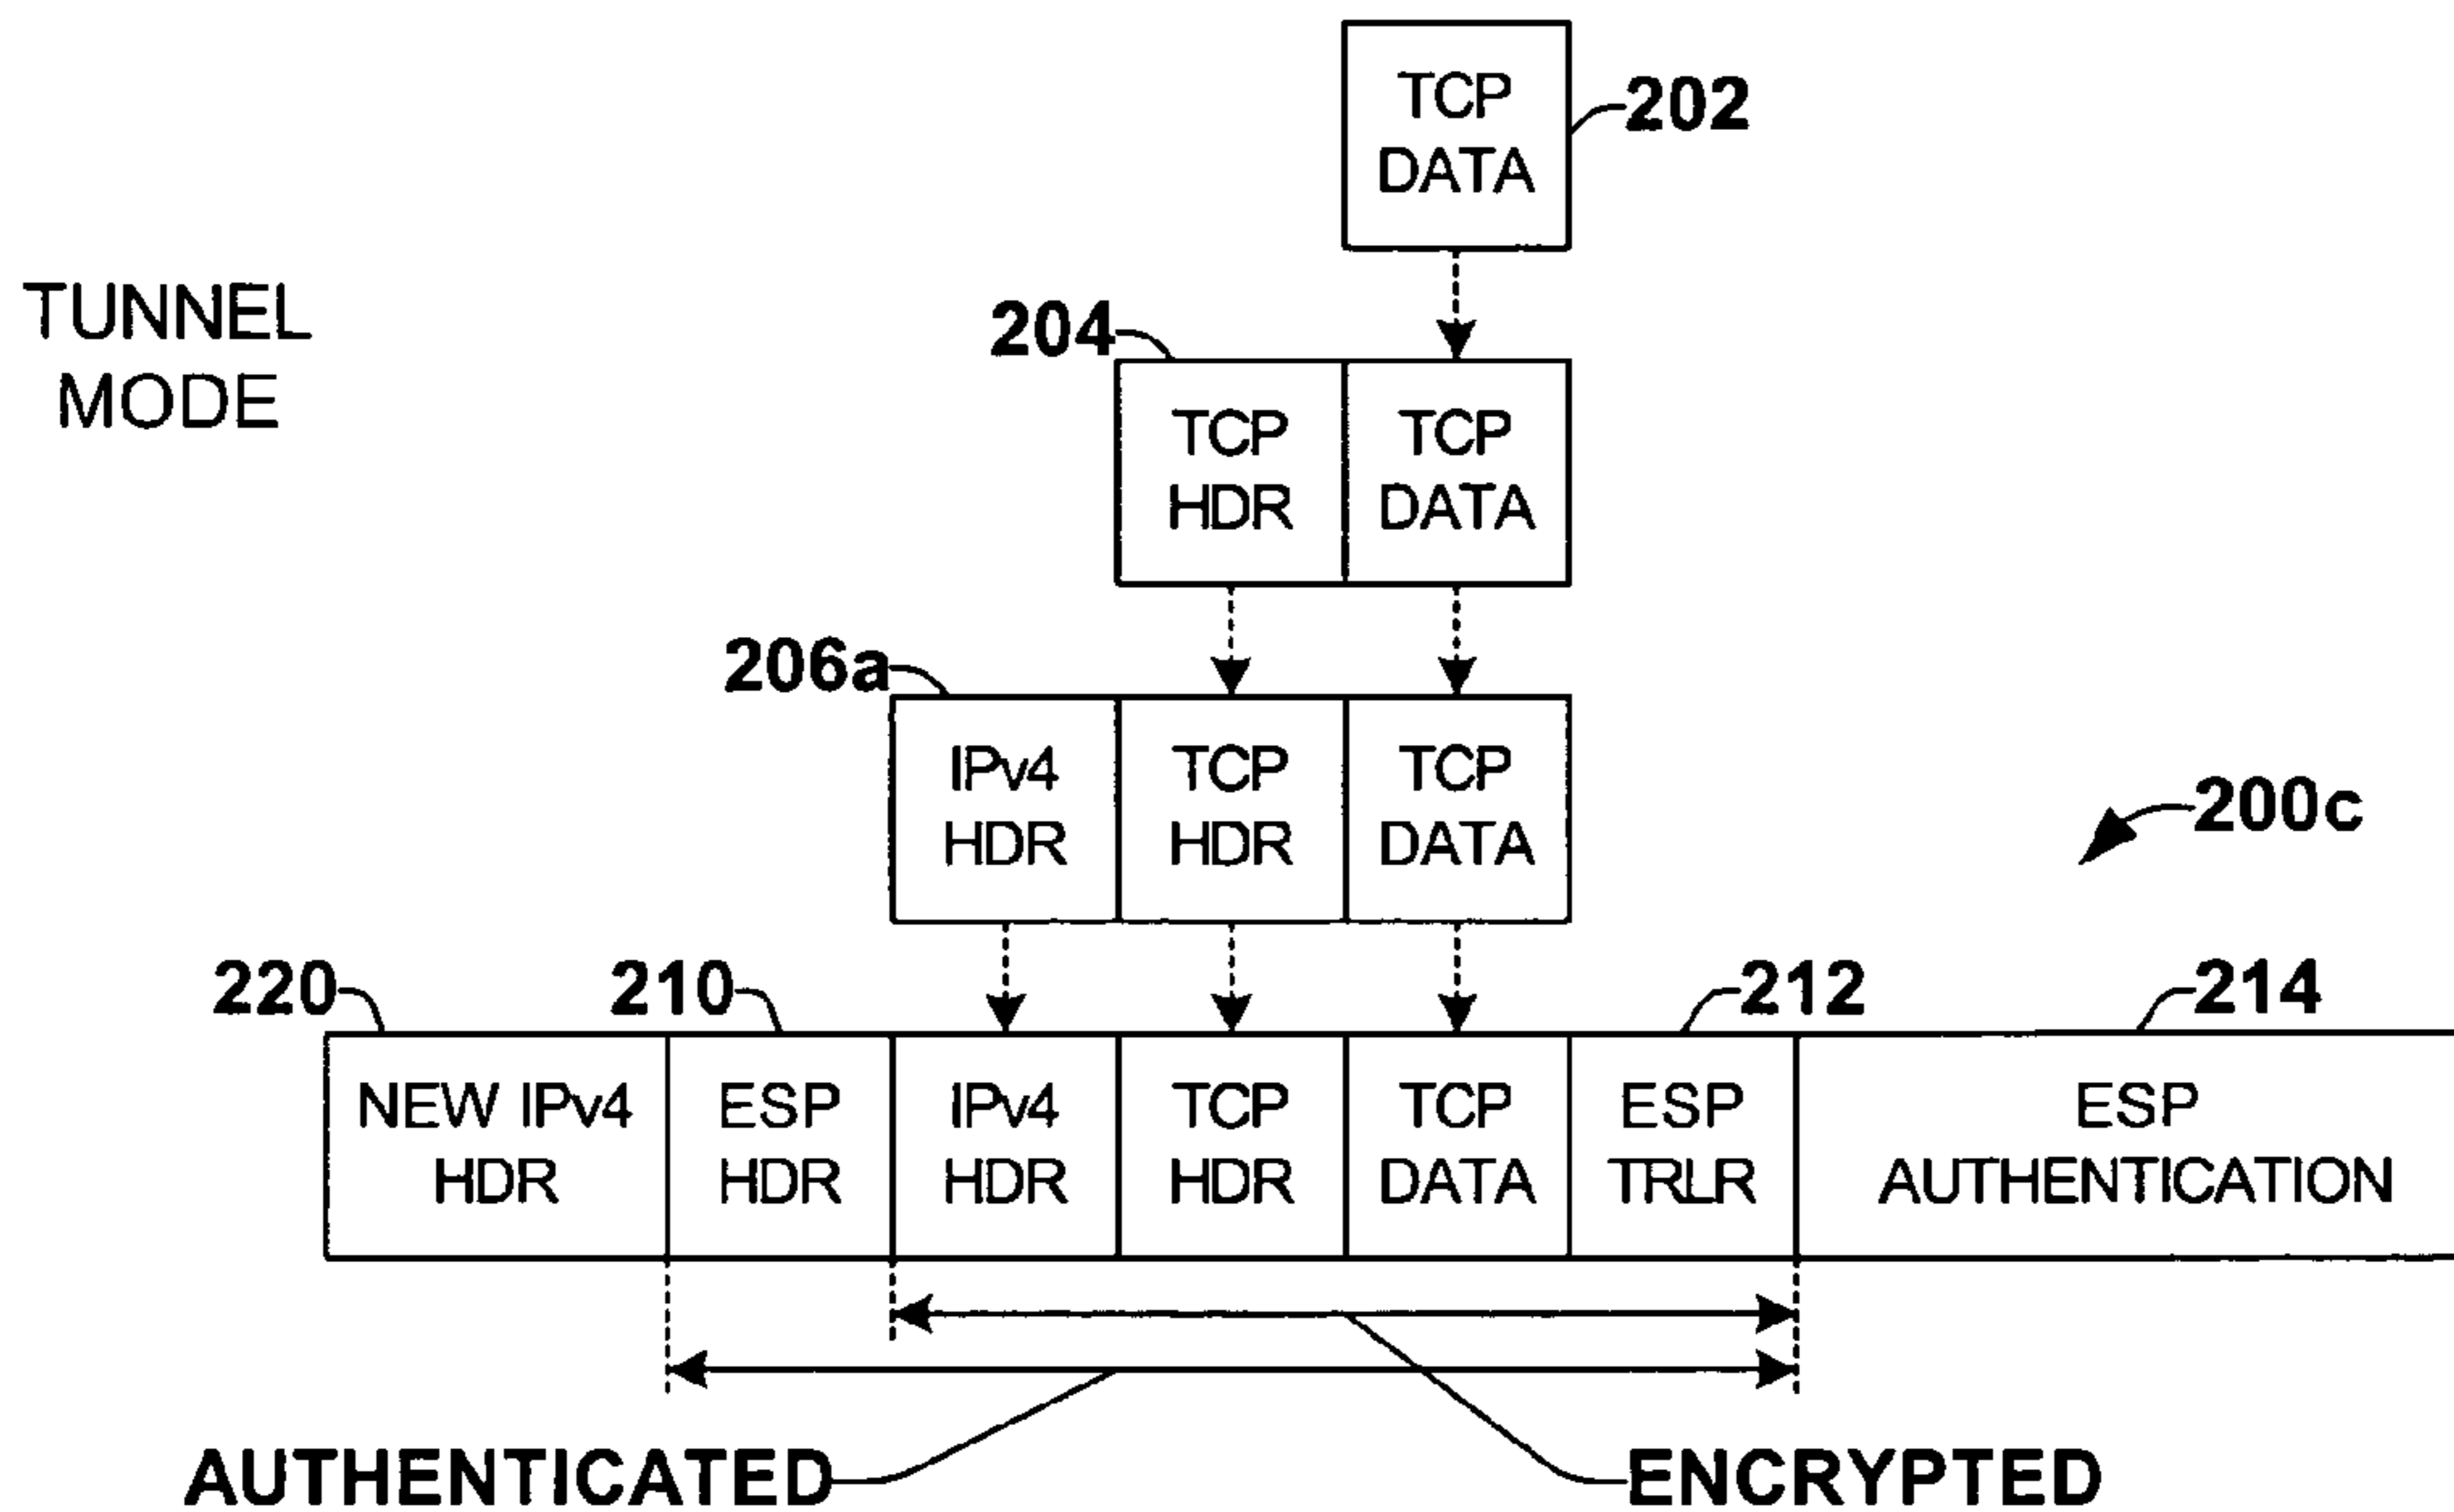 TCP
DATA
202
TUNNEL
MODE
204
TCP
HDR
TCP
DATA
206a
IPv4
HDR
TCP
HDR
TCP
DATA
200c
220
210
212
214
NEW IPv4
HDR
ESP
HDR
IPv4
HDR
TCP
HDR
TCP
DATA
ESP
TRLR
ESP
AUTHENTICATION
AUTHENTICATED
ENCRYPTED